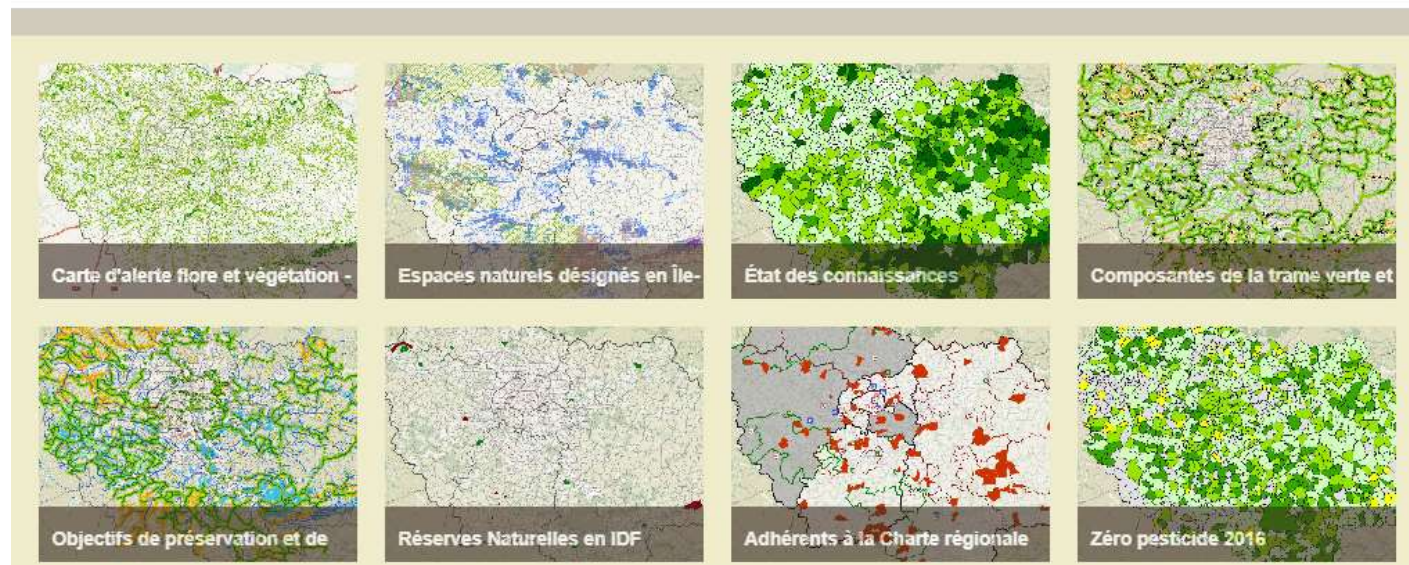 Carte d'alerte flore et végétation -
Espaces naturels désignés en Île-
État des connaissances
Composantes de la trame verte et
Objectifs de préservation et de
Réserves Naturelles en IDF
Adhérents à la Charte régionale
Zéro pesticide 2016